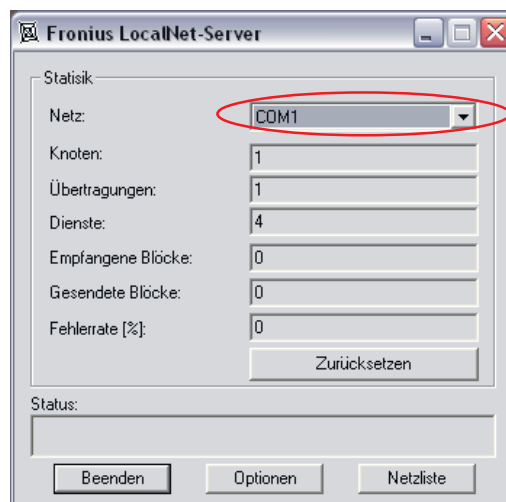 Fronius LocalNet-Server
Statisik
Netz: COM1
Knoten: 1
Übertragungen: 1
Dienste: 4
Empfangene Blöcke: 0
Gesendete Blöcke: 0
Fehlerrate [%]: 0
Zurücksetzen
Status:
Beenden Optionen Netzliste